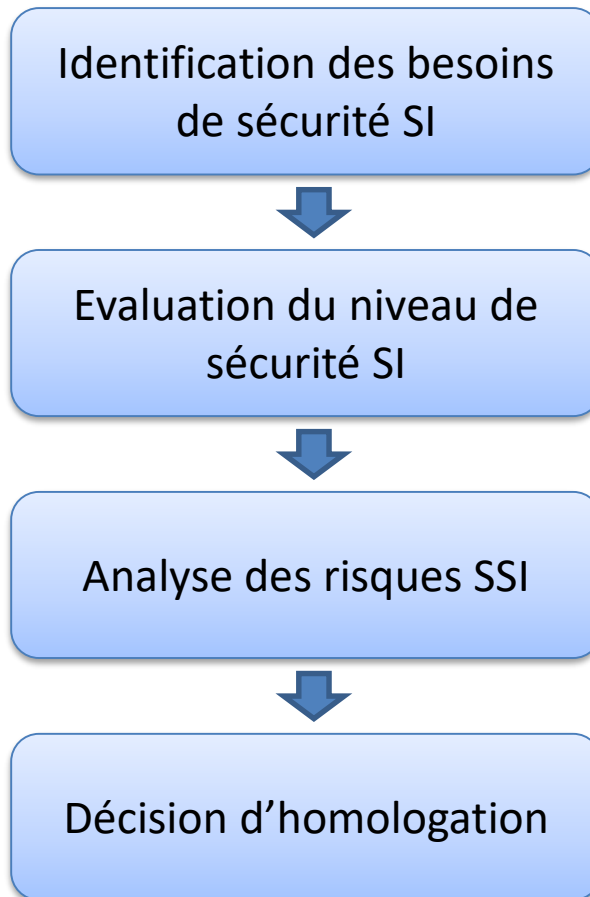 Identification des besoins
de sécurité SI
Evaluation du niveau de
sécurité SI
Analyse des risques SSI
Décision d’homologation